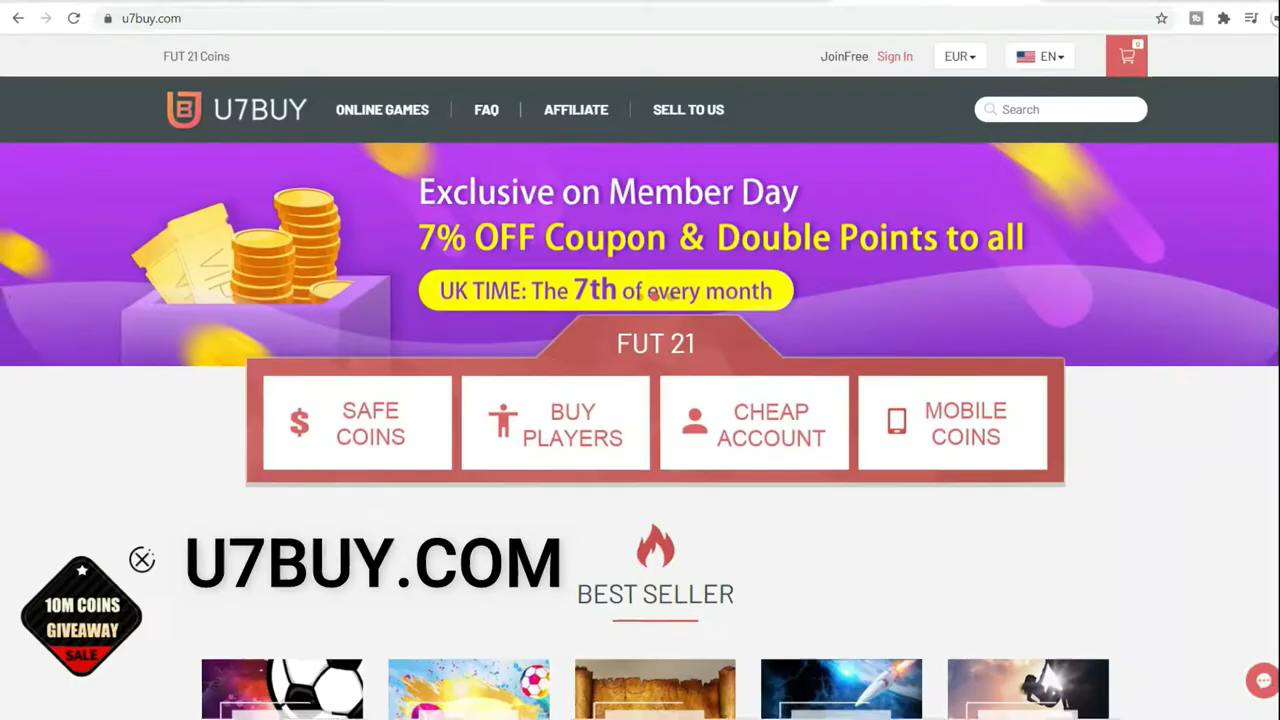 u7buy.com
FUT 21 Coins
JoinFree Sign In EUR EN 0
U7BUY ONLINE GAMES FAQ AFFILIATE SELL TO US Search
Exclusive on Member Day
7% OFF Coupon & Double Points to all
UK TIME: The 7th of every month
VIP
FUT 21
SAFE
COINS
BUY
PLAYERS
CHEAP
ACCOUNT
MOBILE
COINS
U7BUY.COM
BEST SELLER
10M COINS
GIVEAWAY
SALE